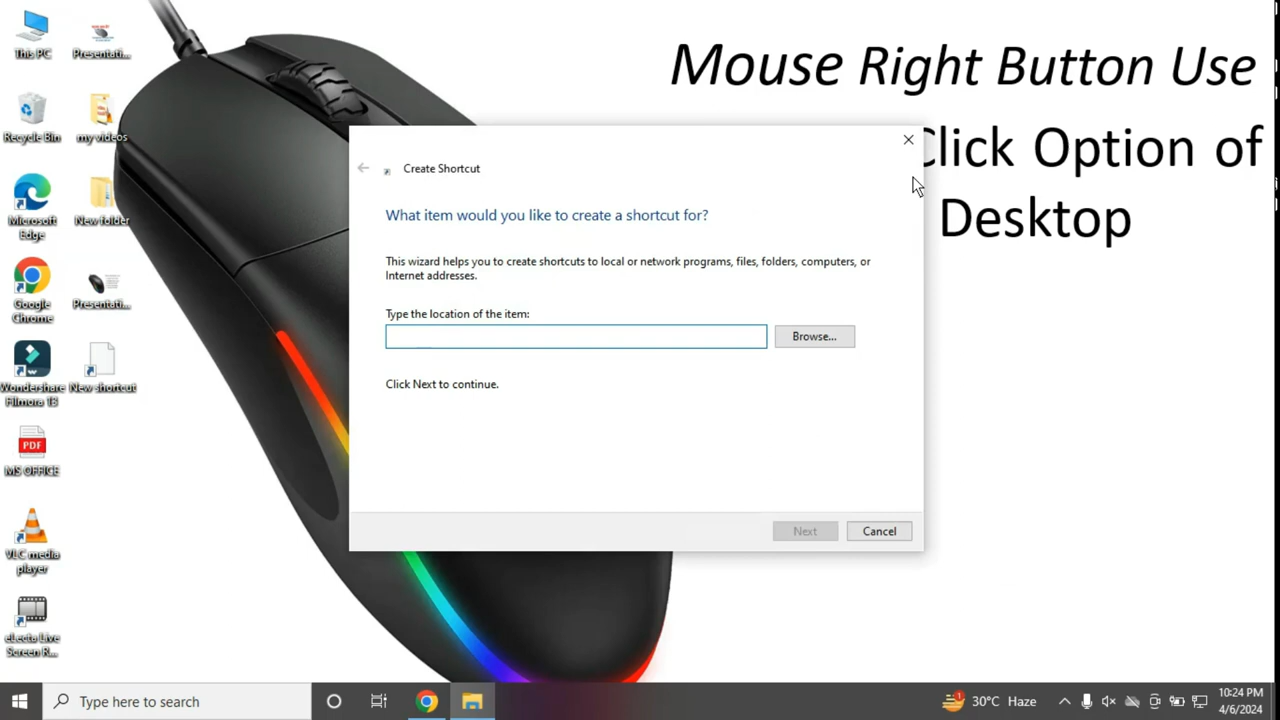 This PC
Presentati...
Recycle Bin
my videos
Microsoft
Edge
New folder
Google
Chrome
Presentati...
Wondershare
Filmora 13
New shortcut
PDF
MS OFFICE
VLC media
player
eLecta Live
Screen R...
Mouse Right Button Use
Click Option of
Desktop
Create Shortcut
What item would you like to create a shortcut for?
This wizard helps you to create shortcuts to local or network programs, files, folders, computers, or
Internet addresses.
Type the location of the item:
Browse...
Click Next to continue.
Next
Cancel
Type here to search
1
30°C Haze
10:24 PM
4/6/2024